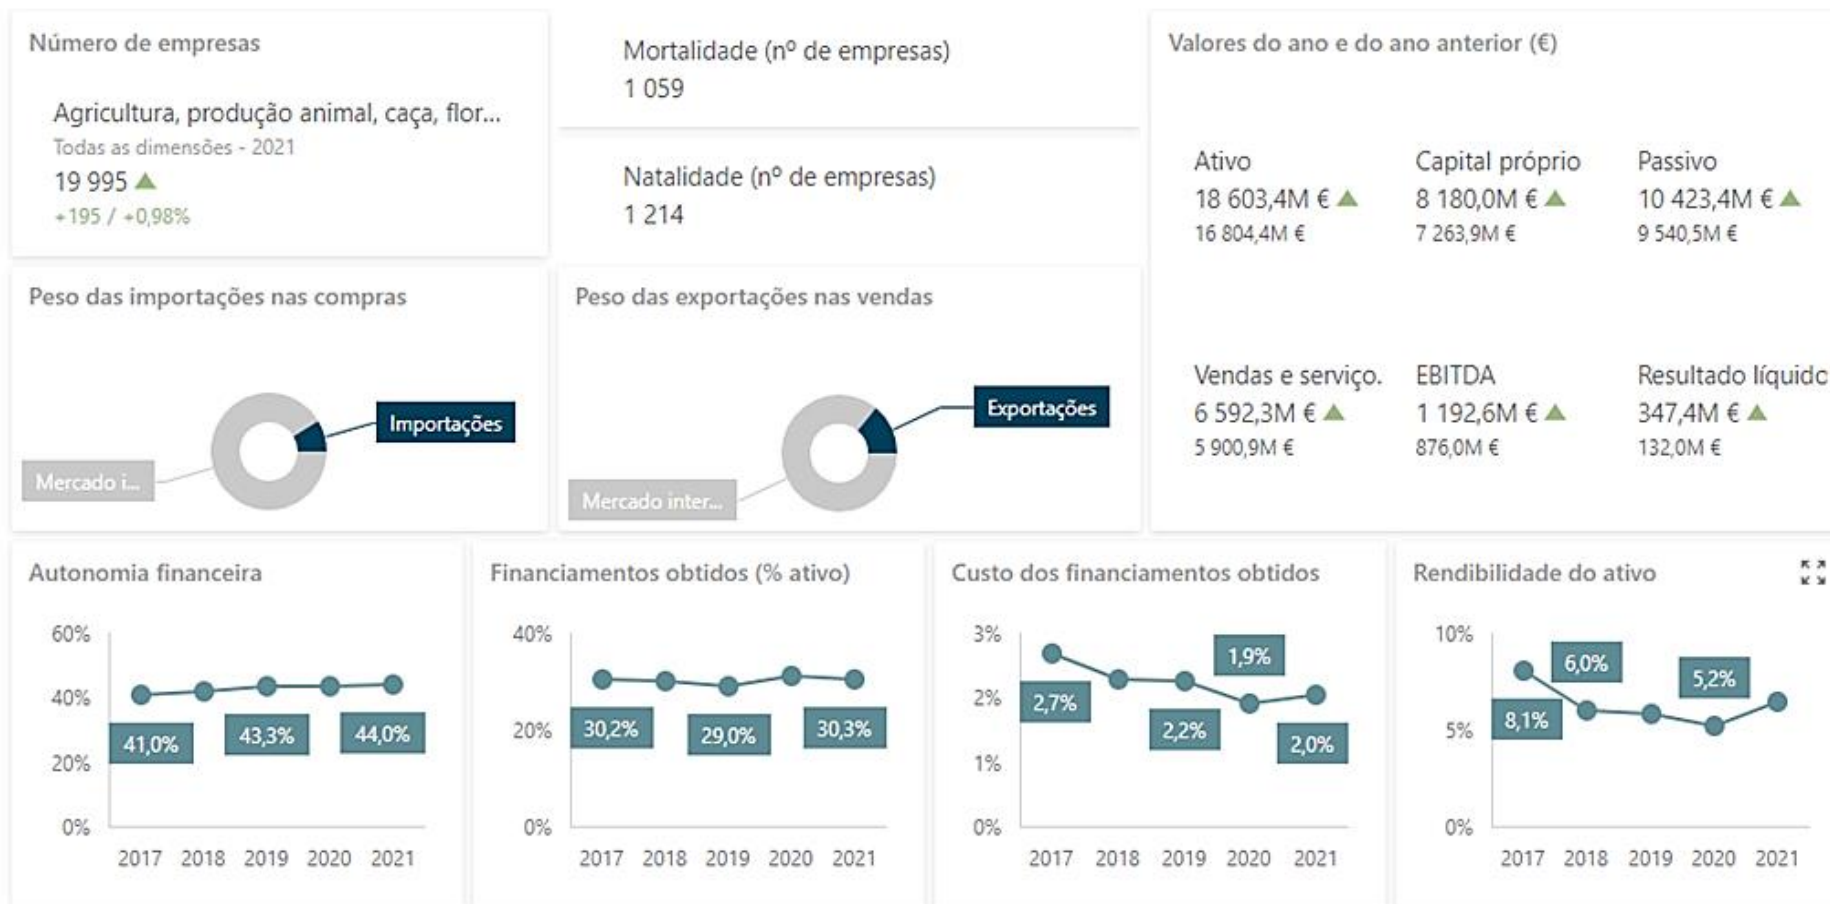 Número de empresas
Agricultura, produção animal, caça, flor...
Todas as dimensões - 2021
19 995
+195 / +0,98%
Mortalidade (nº de empresas)
1 059
Natalidade (nº de empresas)
1 214
Valores do ano e do ano anterior (€)
Ativo Capital próprio Passivo
18 603,4M € 8 180,0M € 10 423,4M €
16 804,4M € 7 263,9M € 9 540,5M €
Vendas e serviço. EBITDA Resultado líquido
6 592,3M € 1 192,6M € 347,4M €
5 900,9M € 876,0M € 132,0M €
Peso das importações nas compras
Importações
Mercado i...
Peso das exportações nas vendas
Exportações
Mercado inter...
Autonomia financeira
60%
40%
20%
0%
41,0% 43,3% 44,0%
2017 2018 2019 2020 2021
Financiamentos obtidos (% ativo)
40%
20%
0%
30,2% 29,0% 30,3%
2017 2018 2019 2020 2021
Custo dos financiamentos obtidos
3%
2%
1%
0%
2,7% 2,2% 1,9% 2,0%
2017 2018 2019 2020 2021
Rendibilidade do ativo
10%
5%
0%
8,1% 6,0% 5,2%
2017 2018 2019 2020 2021